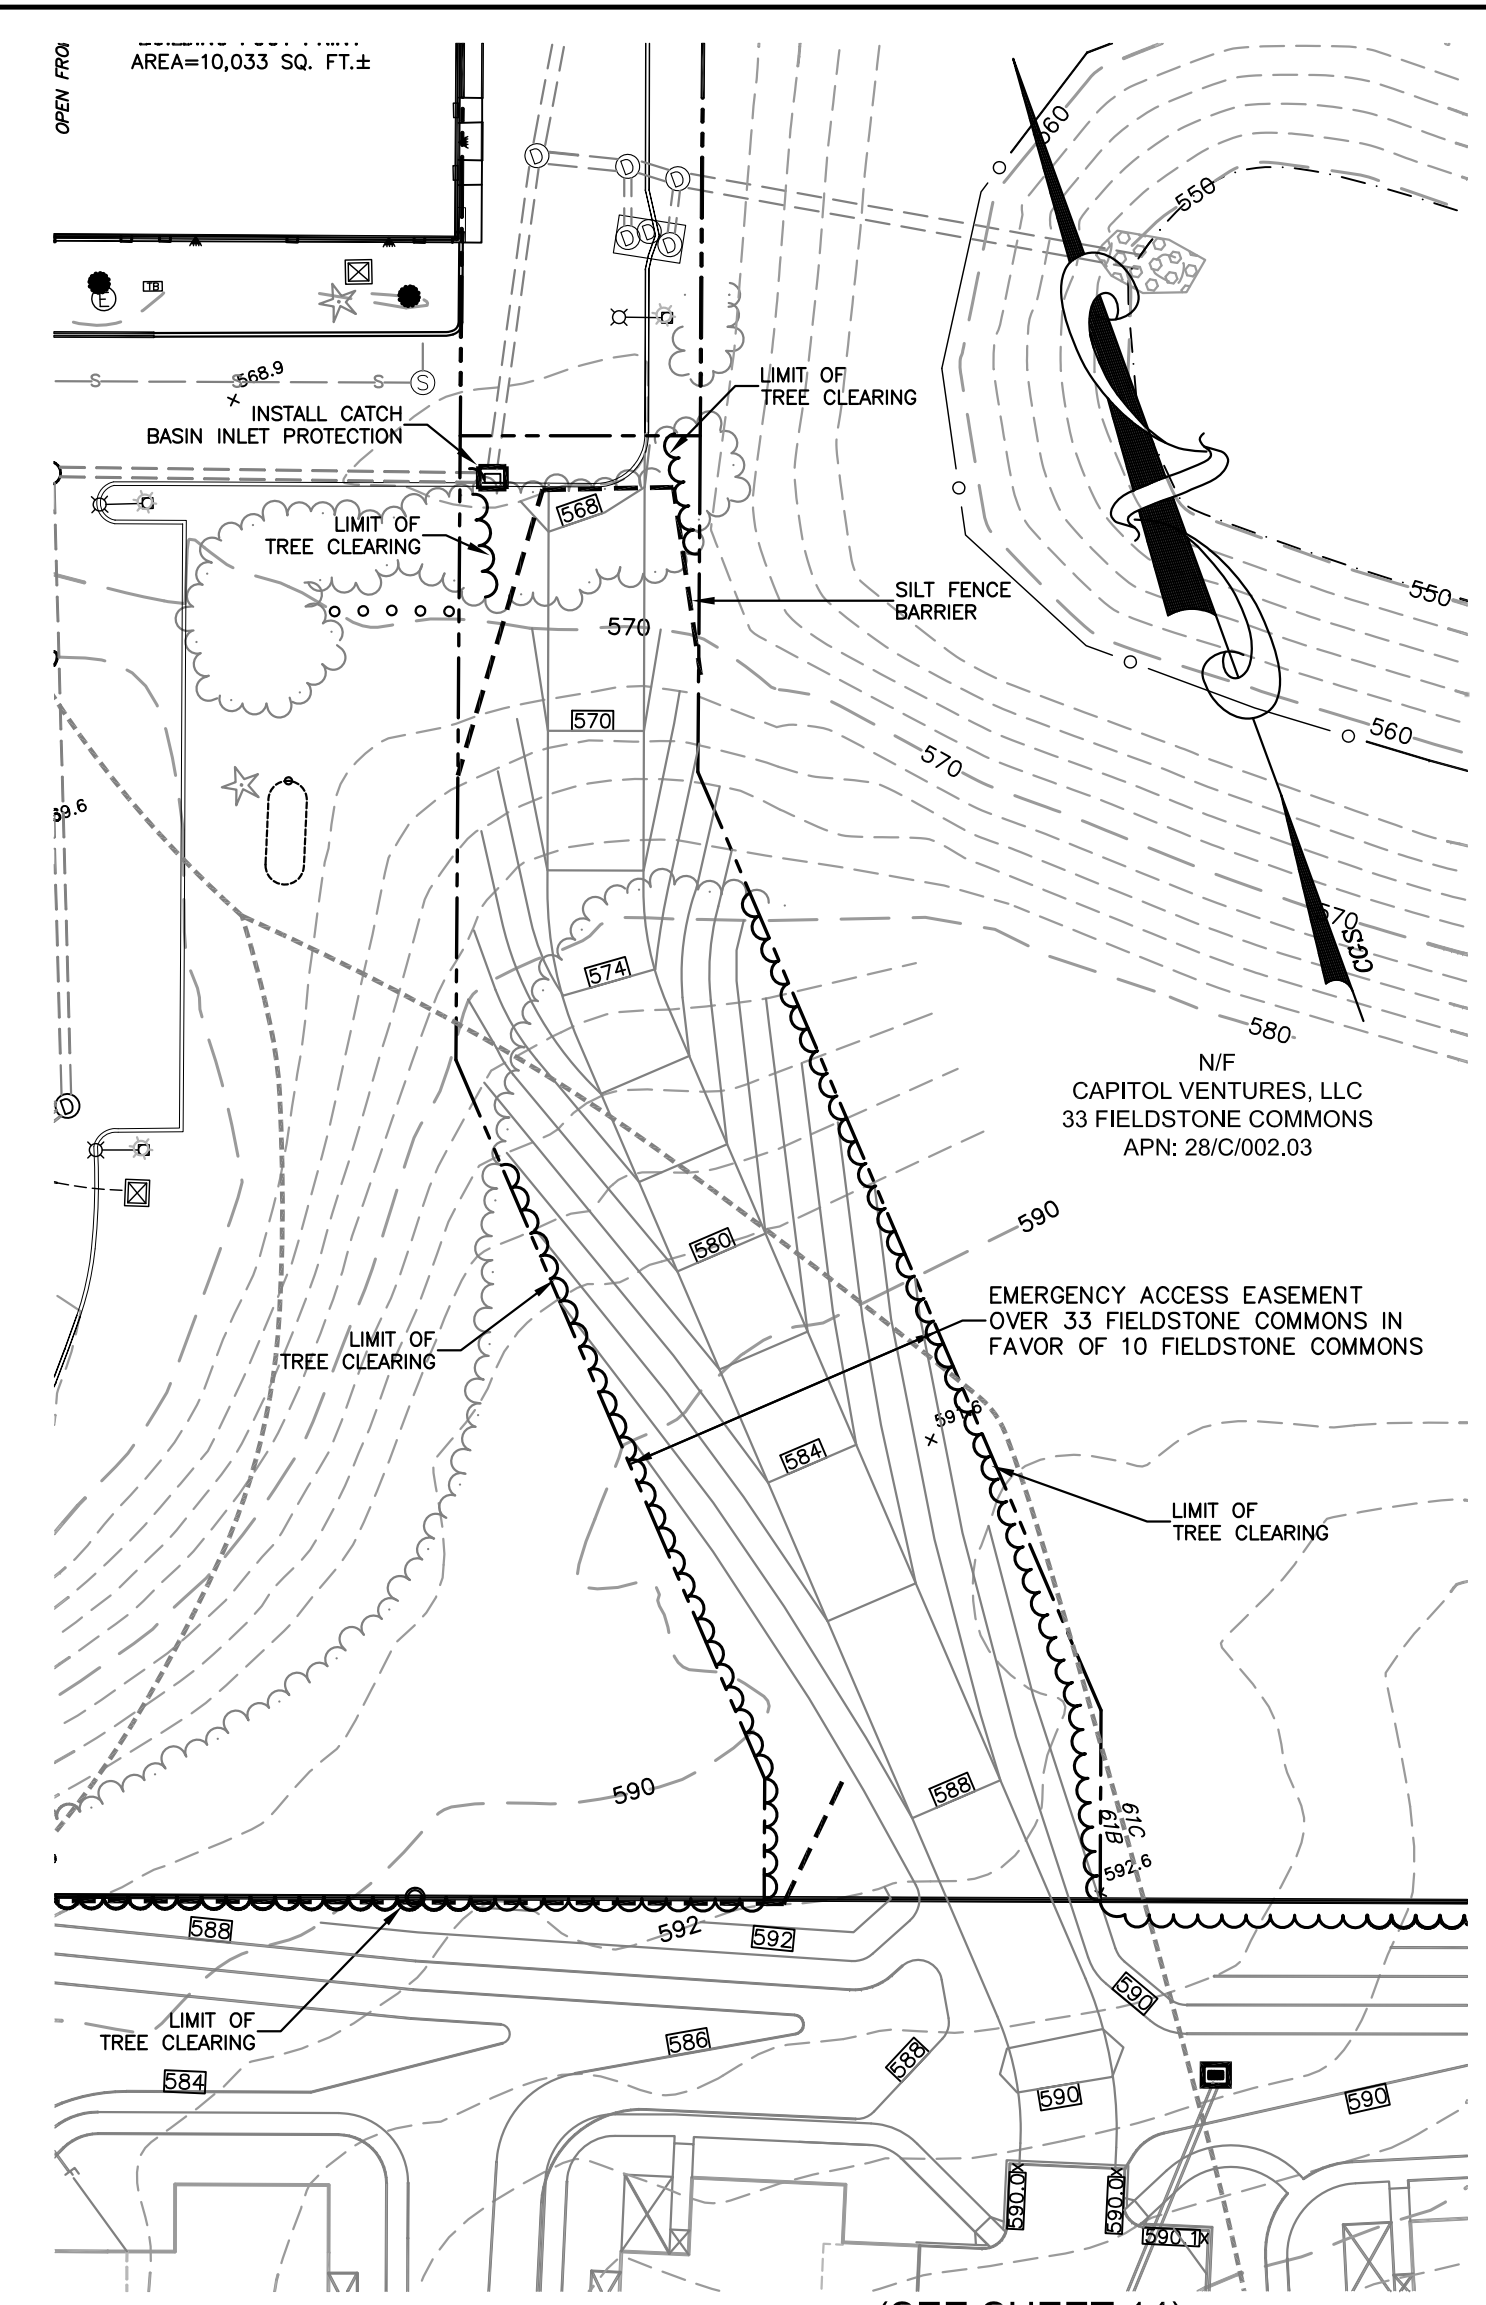 OPEN
AREA=10,033 SQ. FT.±
560
550
D
D
D
D
D
D
E
TB
LIMIT OF
TREE CLEARING
568.9
S
S
S
S
INSTALL CATCH
BASIN INLET PROTECTION
568
LIMIT OF
TREE CLEARING
SILT FENCE
BARRIER
550
570
570
560
570
570
CGS
574
580
N/F
CAPITOL VENTURES, LLC
33 FIELDSTONE COMMONS
APN: 28/C/002.03
D
590
580
EMERGENCY ACCESS EASEMENT
OVER 33 FIELDSTONE COMMONS IN
FAVOR OF 10 FIELDSTONE COMMONS
LIMIT OF
TREE CLEARING
584
LIMIT OF
TREE CLEARING
590
588
61C
61B
592.6
588
592
592
590
LIMIT OF
TREE CLEARING
586
588
584
590
590
590.0
590.0
590.1